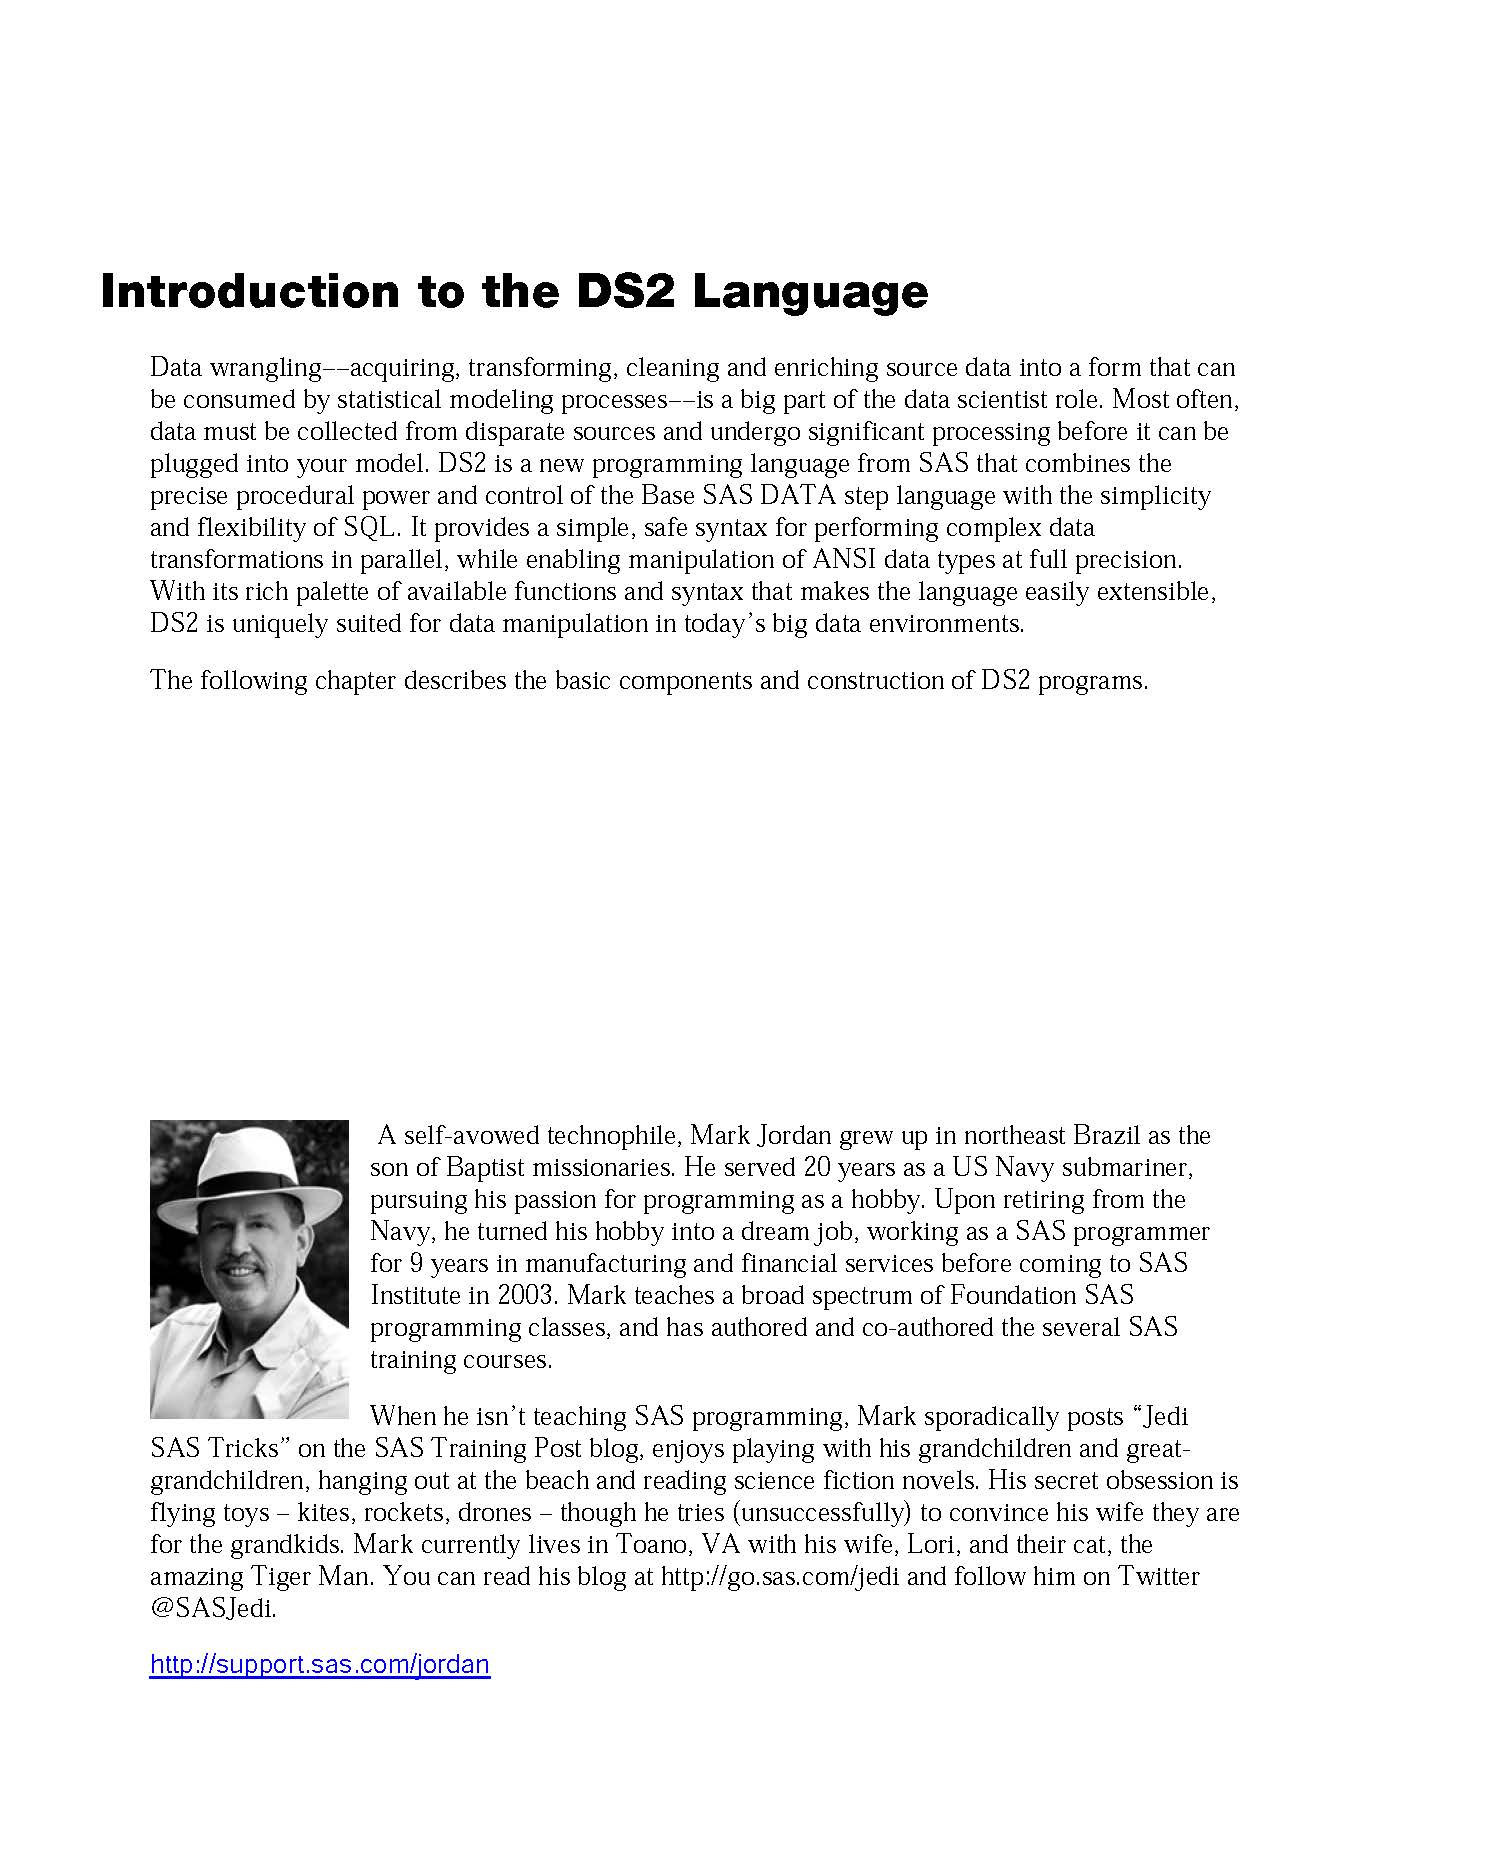 Introduction to the DS2 Language
Data wrangling––acquiring, transforming, cleaning and enriching source data into a form that can
be consumed by statistical modeling processes––is a big part of the data scientist role. Most often,
data must be collected from disparate sources and undergo significant processing before it can be
plugged into your model. DS2 is a new programming language from SAS that combines the
precise procedural power and control of the Base SAS DATA step language with the simplicity
and flexibility of SQL. It provides a simple, safe syntax for performing complex data
transformations in parallel, while enabling manipulation of ANSI data types at full precision.
With its rich palette of available functions and syntax that makes the language easily extensible,
DS2 is uniquely suited for data manipulation in today’s big data environments.
The following chapter describes the basic components and construction of DS2 programs.
A self-avowed technophile, Mark Jordan grew up in northeast Brazil as the
son of Baptist missionaries. He served 20 years as a US Navy submariner,
pursuing his passion for programming as a hobby. Upon retiring from the
Navy, he turned his hobby into a dream job, working as a SAS programmer
for 9 years in manufacturing and financial services before coming to SAS
Institute in 2003. Mark teaches a broad spectrum of Foundation SAS
programming classes, and has authored and co-authored the several SAS
training courses.
When he isn’t teaching SAS programming, Mark sporadically posts “Jedi
SAS Tricks” on the SAS Training Post blog, enjoys playing with his grandchildren and great-
grandchildren, hanging out at the beach and reading science fiction novels. His secret obsession is
flying toys – kites, rockets, drones – though he tries (unsuccessfully) to convince his wife they are
for the grandkids. Mark currently lives in Toano, VA with his wife, Lori, and their cat, the
amazing Tiger Man. You can read his blog at http://go.sas.com/jedi and follow him on Twitter
@SASJedi.
http://support.sas.com/jordan